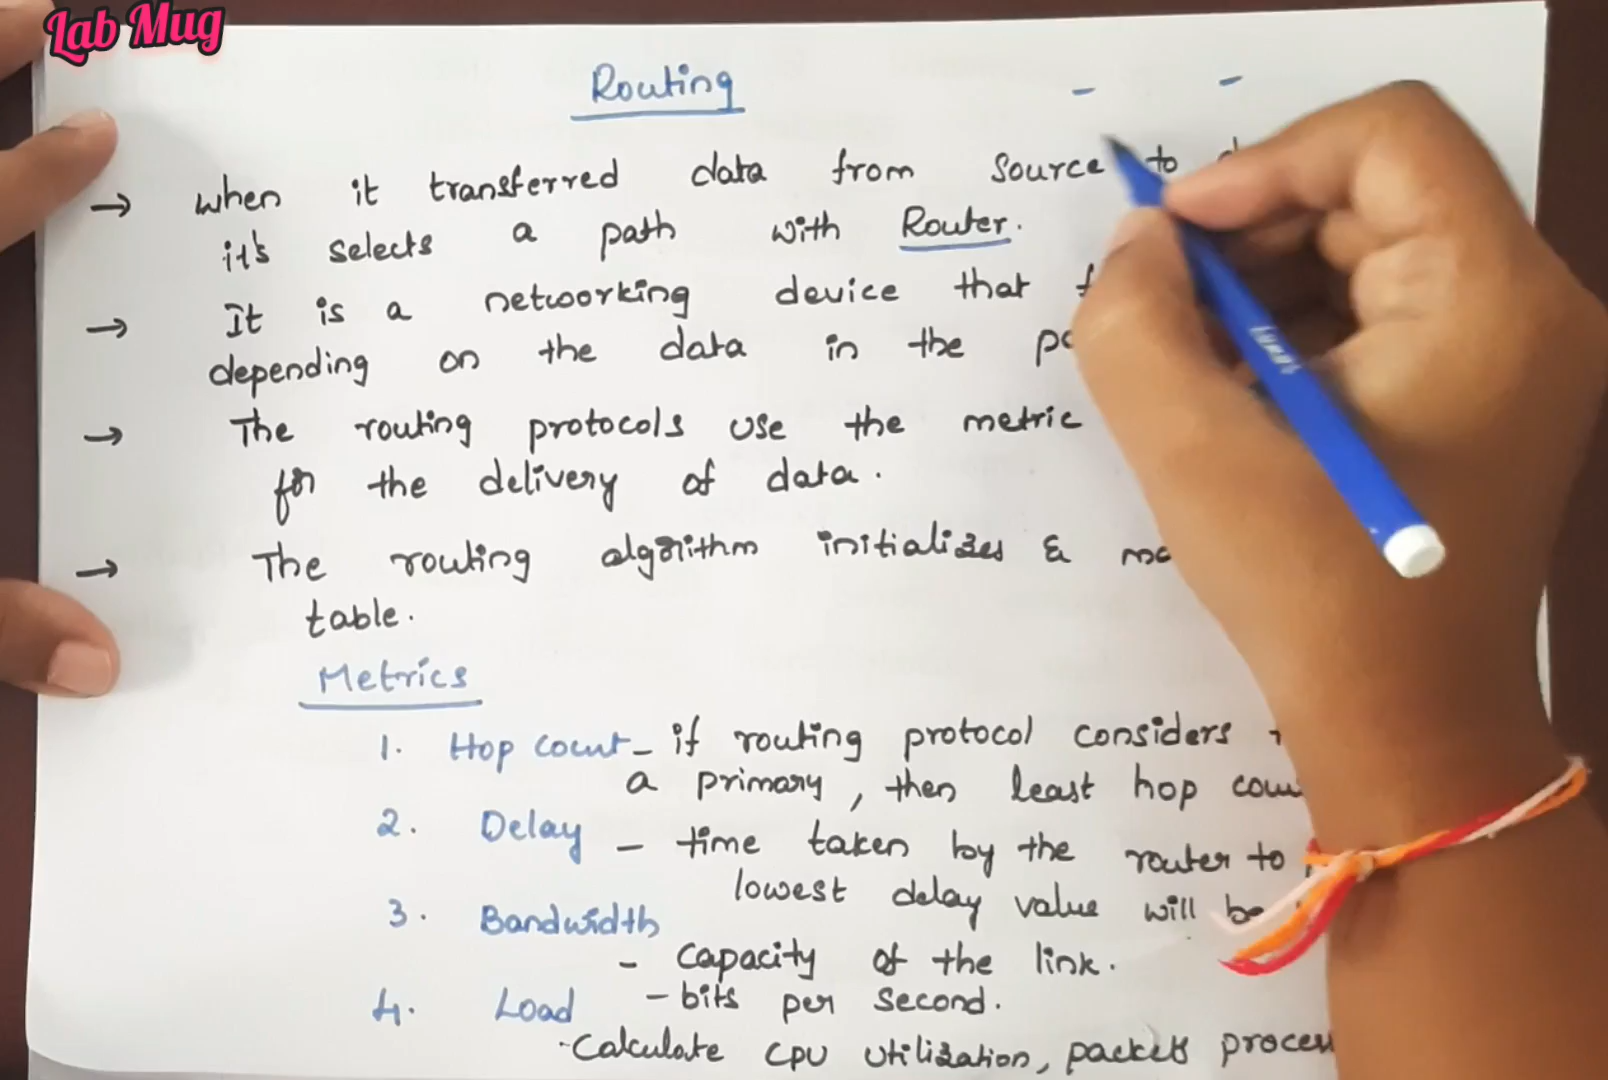 Lab Mug
Routing
→ when it transferred data from source to
it's selects a path with Router.
→ It is a networking device that
depending on the data in the
→ The routing protocols use the metric
for the delivery of data.
→ The routing algorithm initializes &
table.
Metrics
1. Hop count - if routing protocol considers
a primary, then least hop
2. Delay - time taken by the router to
lowest delay value will be
3. Bandwidth
- capacity of the link.
4. Load - bits per second.
- Calculate CPU utilization, packets